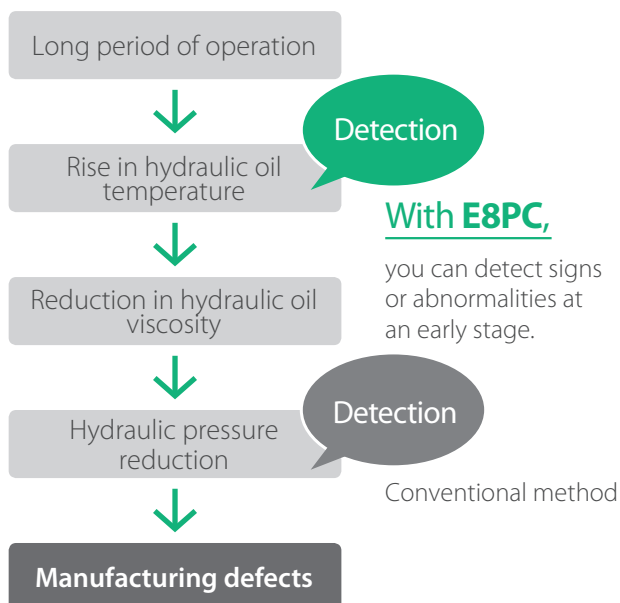 Long period of operation
Detection
Rise in hydraulic oil
temperature
With E8PC,
you can detect signs
or abnormalities at
an early stage.
Reduction in hydraulic oil
viscosity
Detection
Hydraulic pressure
reduction
Conventional method
Manufacturing defects